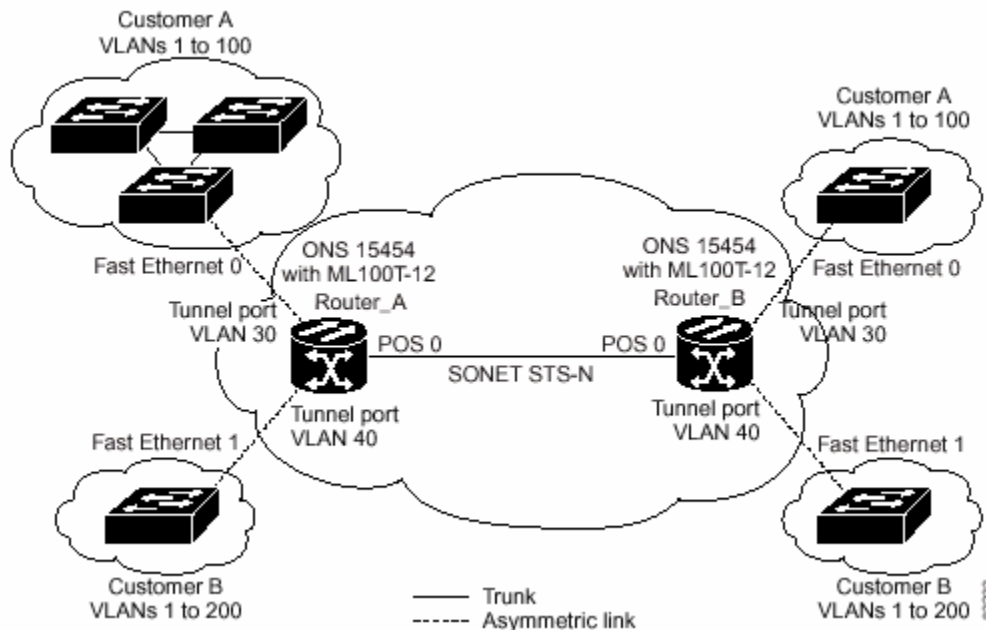 Customer A
VLANs 1 to 100
Customer A
VLANs 1 to 100
Fast Ethernet 0
ONS 15454
with ML100T-12
Router_A
ONS 15454
with ML100T-12
Router_B
Fast Ethernet 0
Tunnel port
VLAN 30
Tunnel port
VLAN 30
POS 0
POS 0
SONET STS-N
Tunnel port
VLAN 40
Tunnel port
VLAN 40
Fast Ethernet 1
Fast Ethernet 1
Customer B
VLANs 1 to 200
Customer B
VLANs 1 to 200
Trunk
Asymmetric link